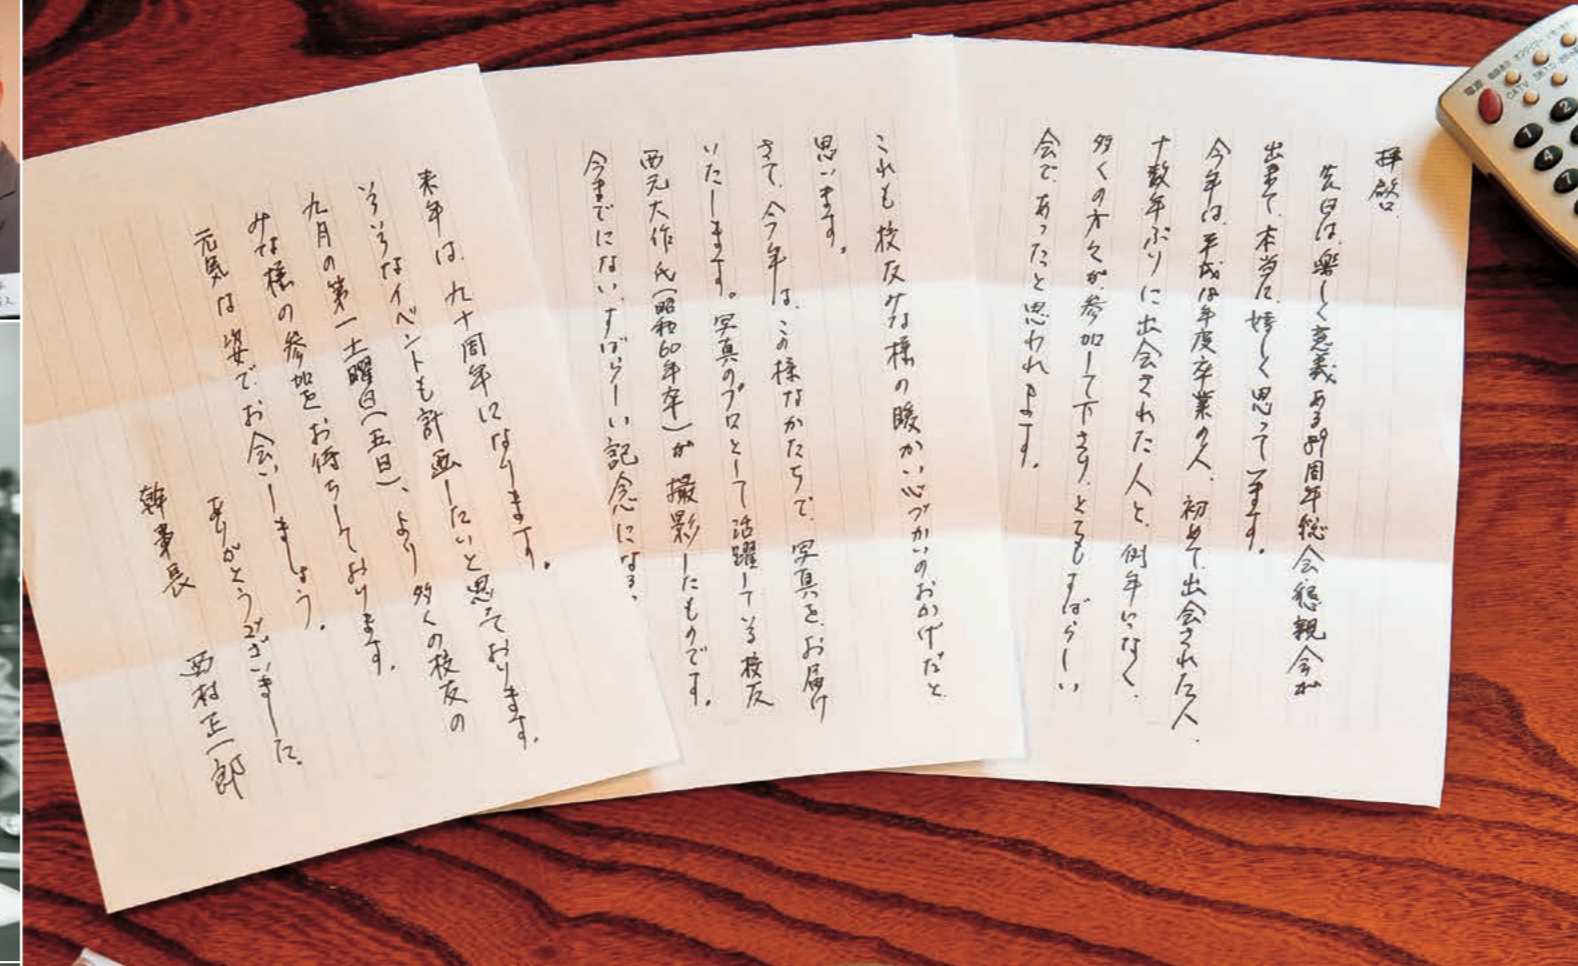 拝啓
先日は、楽しく意義ある89周年総会懇親会が
出来て、本当に、嬉しく思って います。
今年は、平成18年度卒業の人、初めて、出会された人、
十数年ぶりに出会された人と、例年になく、
多くの方々が、参加して下さり、とてもすばらしい
会で、あったと思われます。
これも校友みな様の暖かい心づかいのおかげだと
思います。
さて、今年は、この様なかたちで、写真を、お届け
いたします。写真のプロとして活躍している校友
西元大作氏(昭和60年卒)が撮影したものです。
今までにない、すばらしい記念になる、
来年は、九十周年になります。
いろいろなイベントも計画したいと思っております。
九月の第一土曜日(五日)、より多くの校友の
みな様の参加を、お待ちしております。
元気な姿で、お会いしましょう。
ありがとうございました。
幹事長 西村正一郎
電源
CATV
1
2
4
7